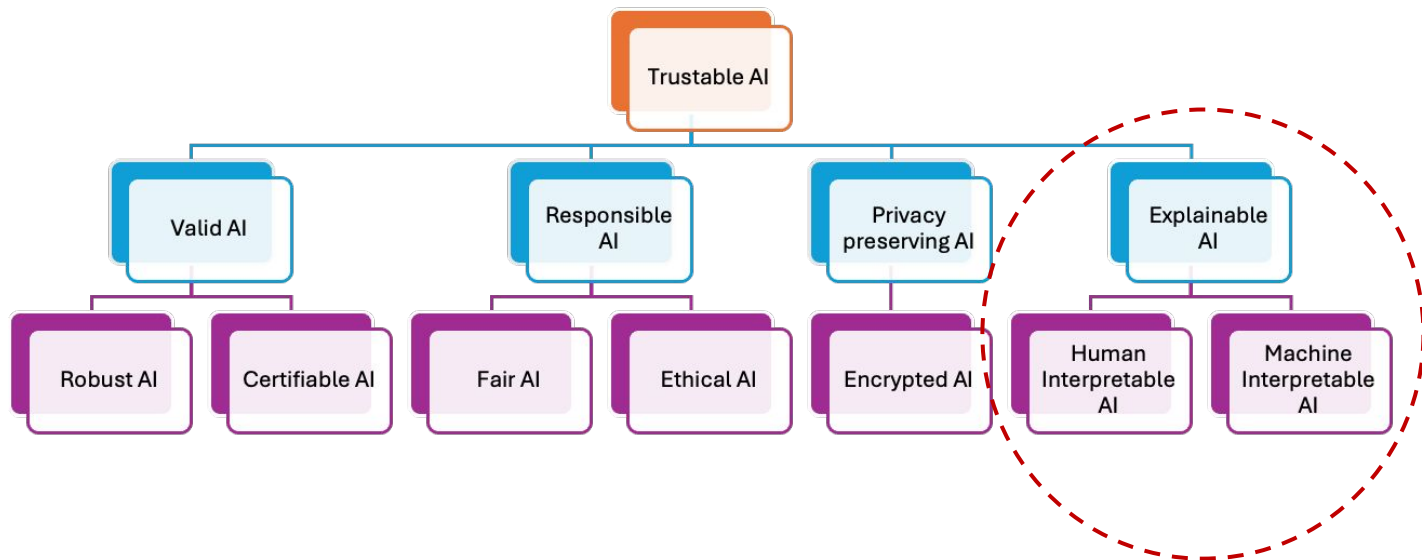 Trustable AI
Valid AI
Responsible
AI
Privacy
preserving AI
Explainable
AI
Robust AI
Certifiable AI
Fair AI
Ethical AI
Encrypted AI
Human
Interpretable
AI
Machine
Interpretable
AI